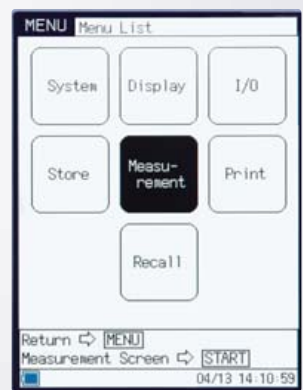 MENU Menu List
System Display I/O
Store Measu-
rement Print
Recall
Return ⇨ MENU
Measurement Screen ⇨ START
04/13 14:10:59